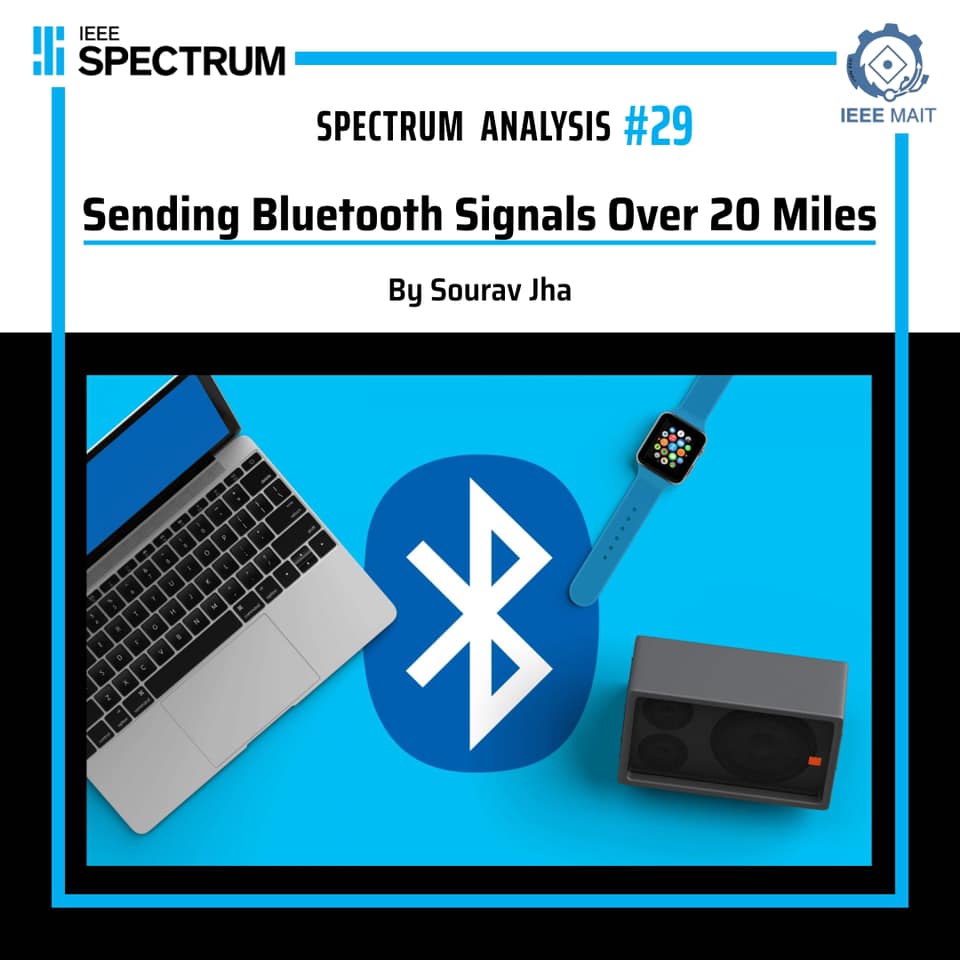 IEEE
SPECTRUM
IEEE MAIT
SPECTRUM ANALYSIS #29
Sending Bluetooth Signals Over 20 Miles
By Sourav Jha